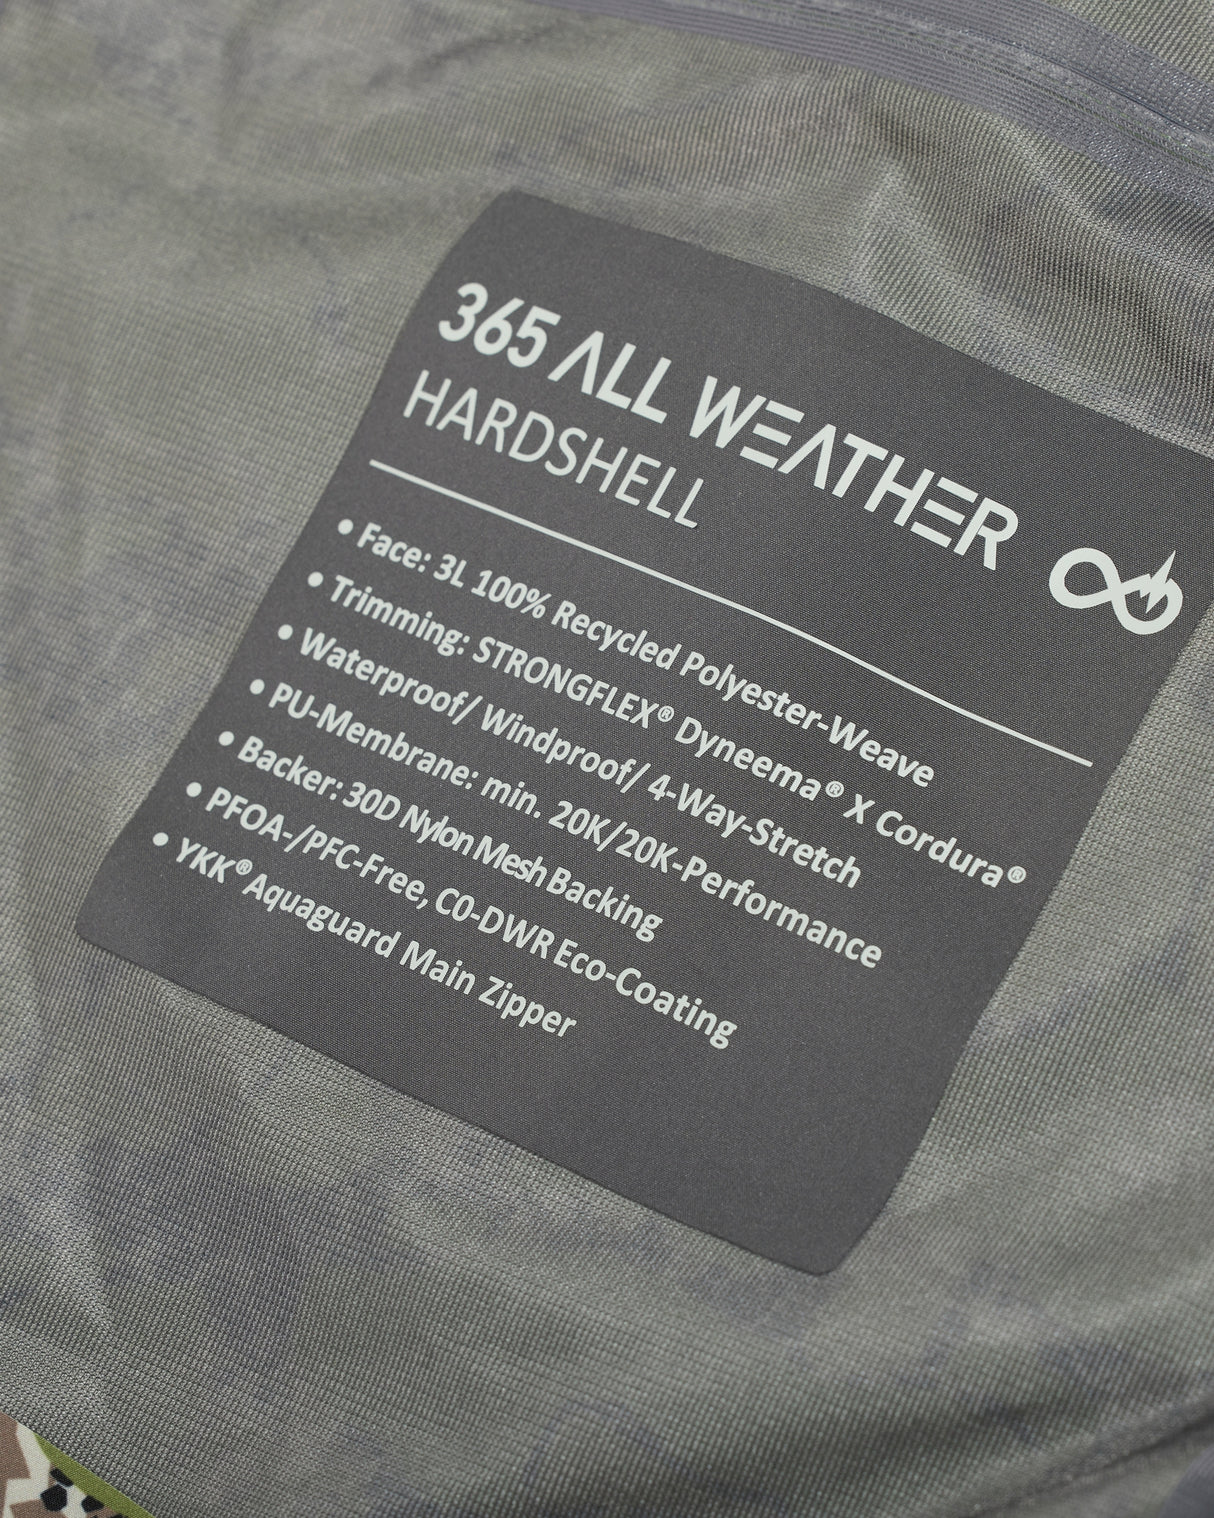 365 ALL WEATHER
HARDSHELL
• Face: 3L 100% Recycled Polyester-Weave
• Trimming: STRONGFLEX® Dyneema® X Cordura®
• Waterproof/ Windproof/ 4-Way-Stretch
• PU-Membrane: min. 20K/20K-Performance
• Backer: 30D Nylon Mesh Backing
• PFOA-/PFC-Free, C0-DWR Eco-Coating
• YKK® Aquaguard Main Zipper